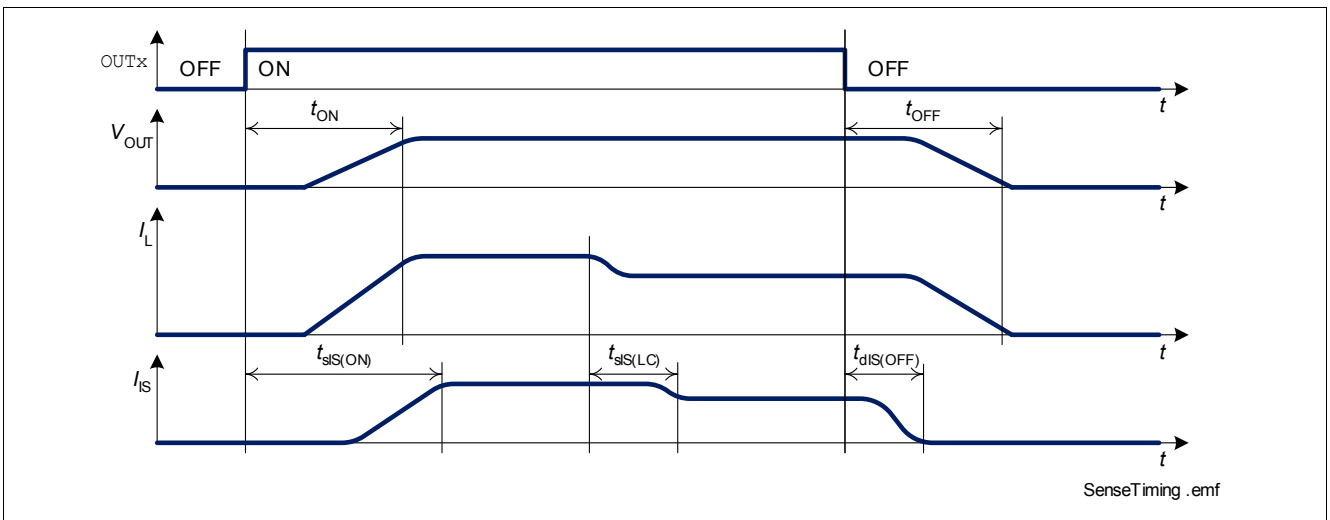 OUTx OFF ON OFF
t
tON tOFF
VOUT
t
IL
t
tsIS(ON) tsIS(LC) tdIS(OFF)
IIS
t
SenseTiming .emf